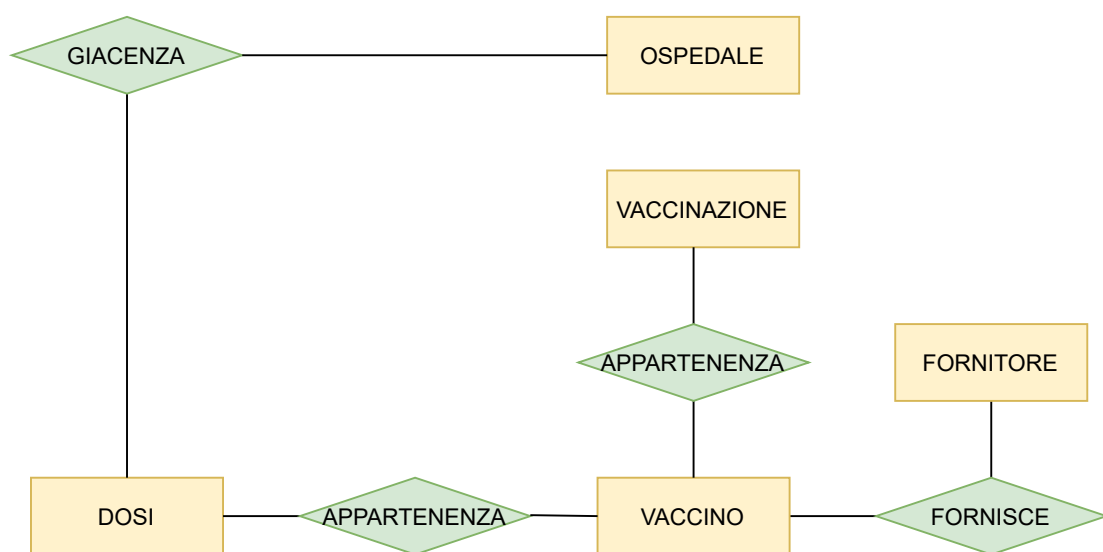 GIACENZA
OSPEDALE
VACCINAZIONE
APPARTENENZA
FORNITORE
DOSI
APPARTENENZA
VACCINO
FORNISCE